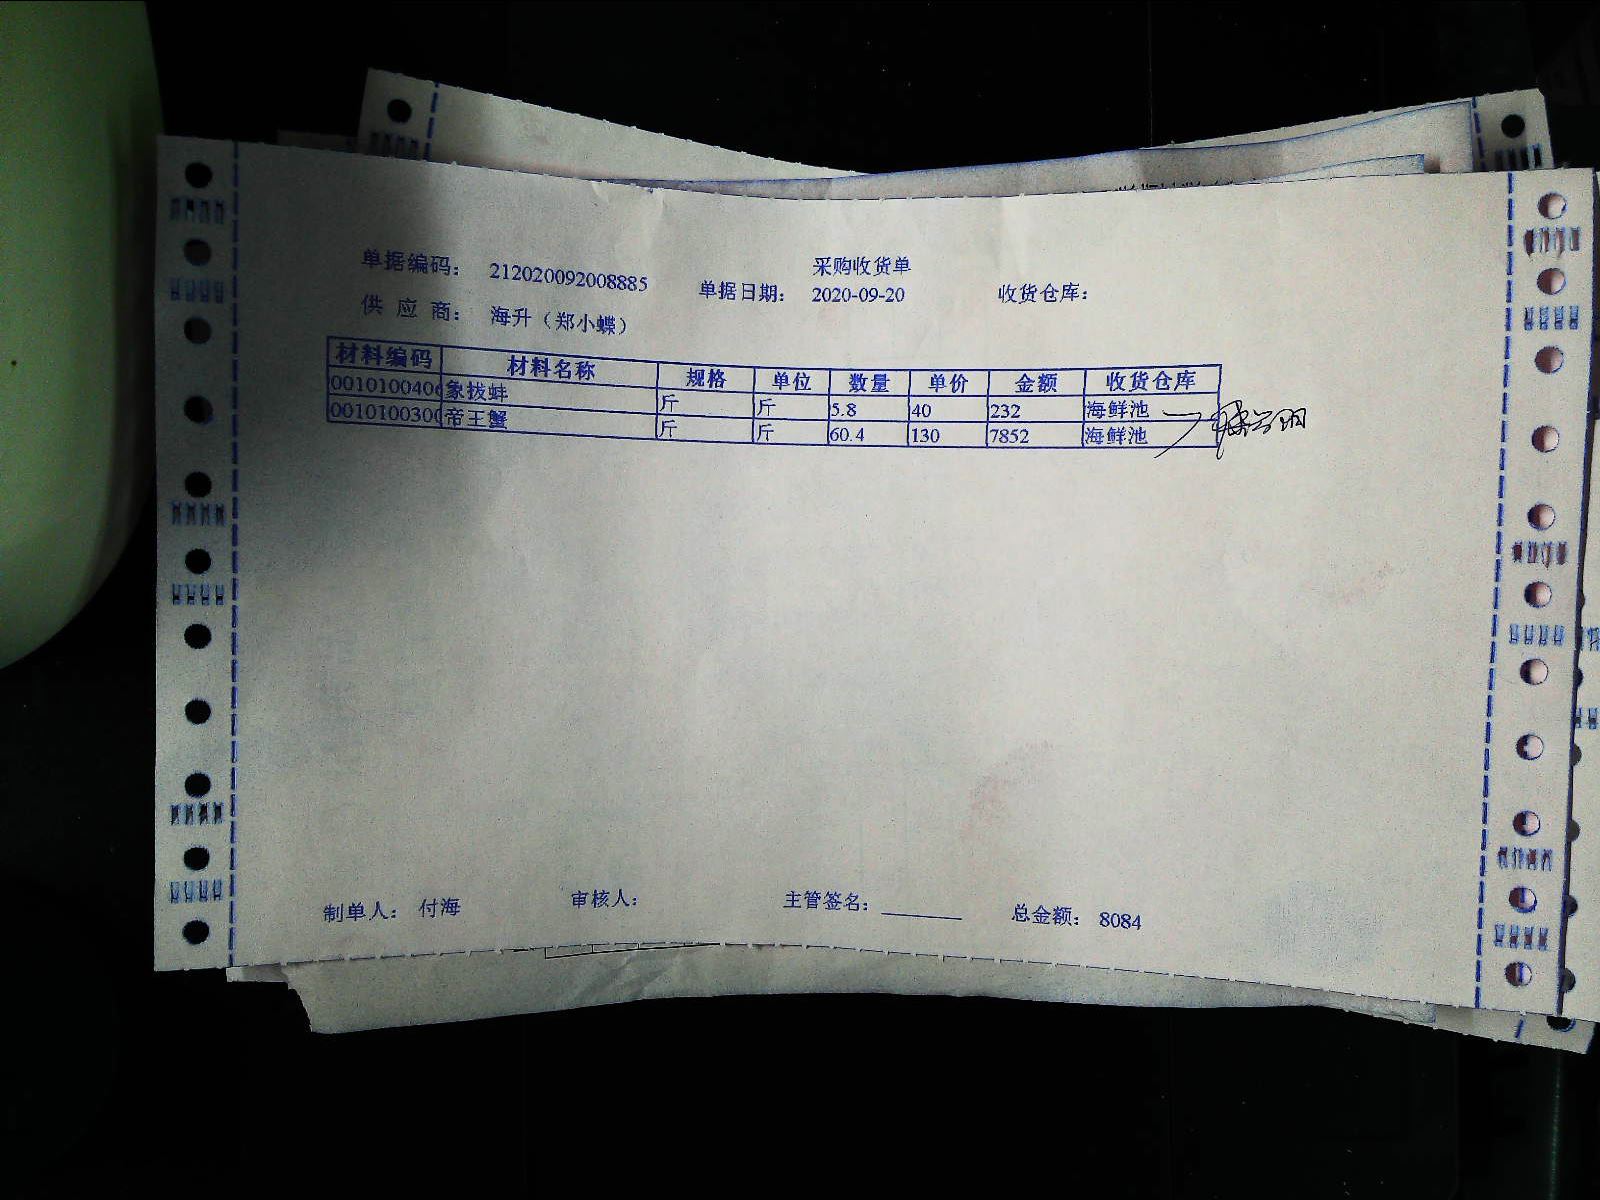 采购收货单
单据编码： 212020092008885 单据日期： 2020-09-20 收货仓库：
供 应 商： 海升（郑小蝶）
材料编码 材料名称 规格 单位 数量 单价 金额 收货仓库
0010100406 象拔蚌 斤 斤 5.8 40 232 海鲜池
0010100300 帝王蟹 斤 斤 60.4 130 7852 海鲜池
制单人： 付海 审核人： 主管签名： 总金额： 8084